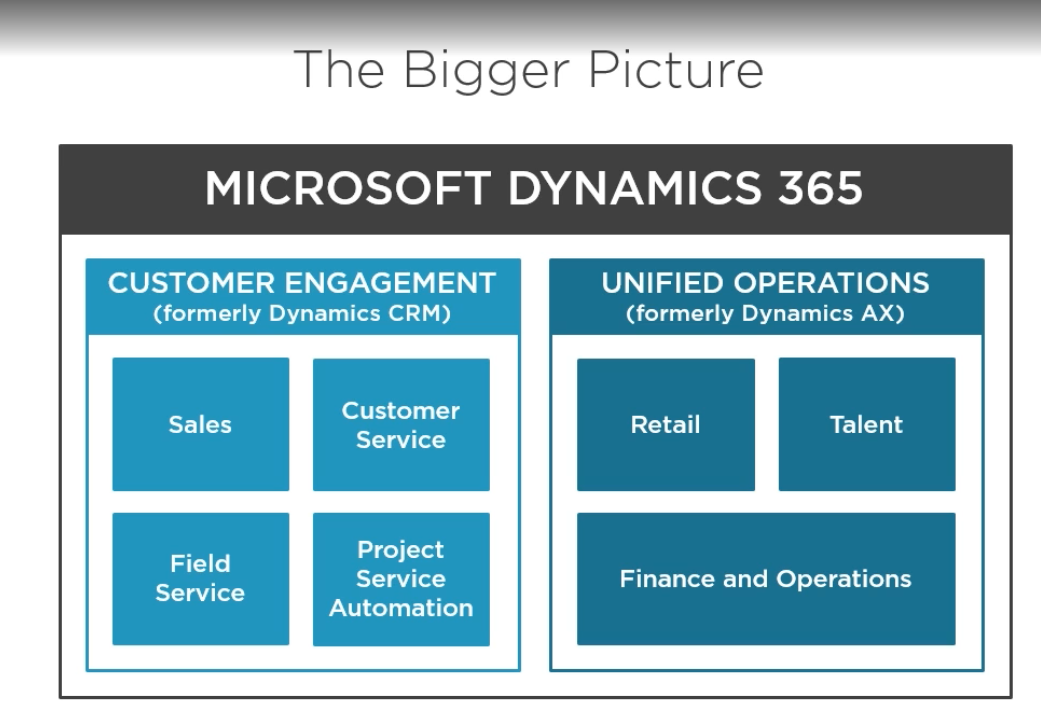 The Bigger Picture
MICROSOFT DYNAMICS 365
CUSTOMER ENGAGEMENT
(formerly Dynamics CRM)
Sales
Customer
Service
Field
Service
Project
Service
Automation
UNIFIED OPERATIONS
(formerly Dynamics AX)
Retail
Talent
Finance and Operations